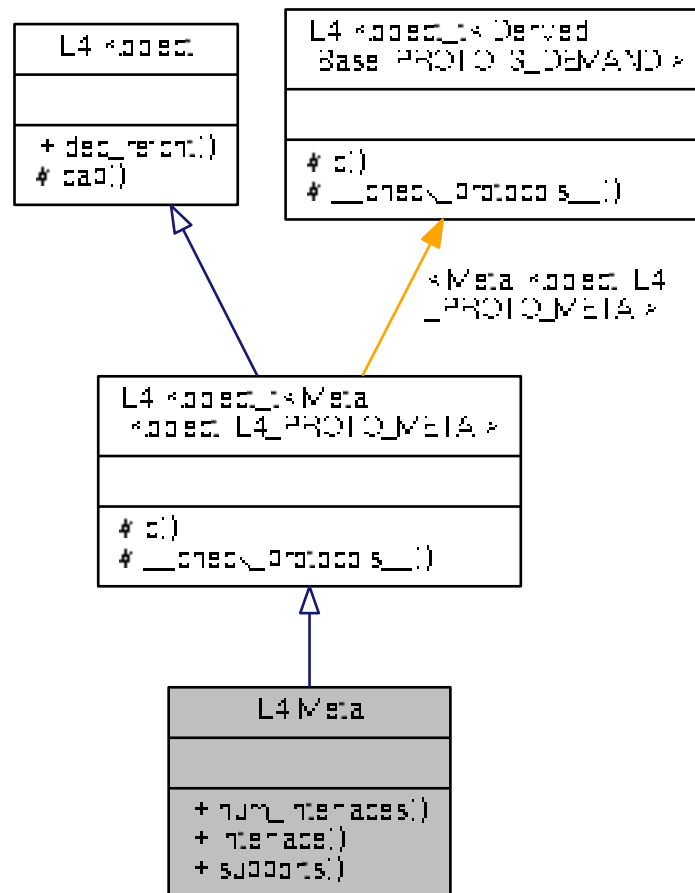 L4::Kobject
+ dec_refcnt()
# cap()
L4::Kobject_t< Derived,
Base, PROTO, S_DEMAND >
# c()
# __check_protocols__()
< Meta, Kobject, L4
_PROTO_META >
L4::Kobject_t< Meta,
Kobject, L4_PROTO_META >
# c()
# __check_protocols__()
L4::Meta
+ num_interfaces()
+ interface()
+ supports()